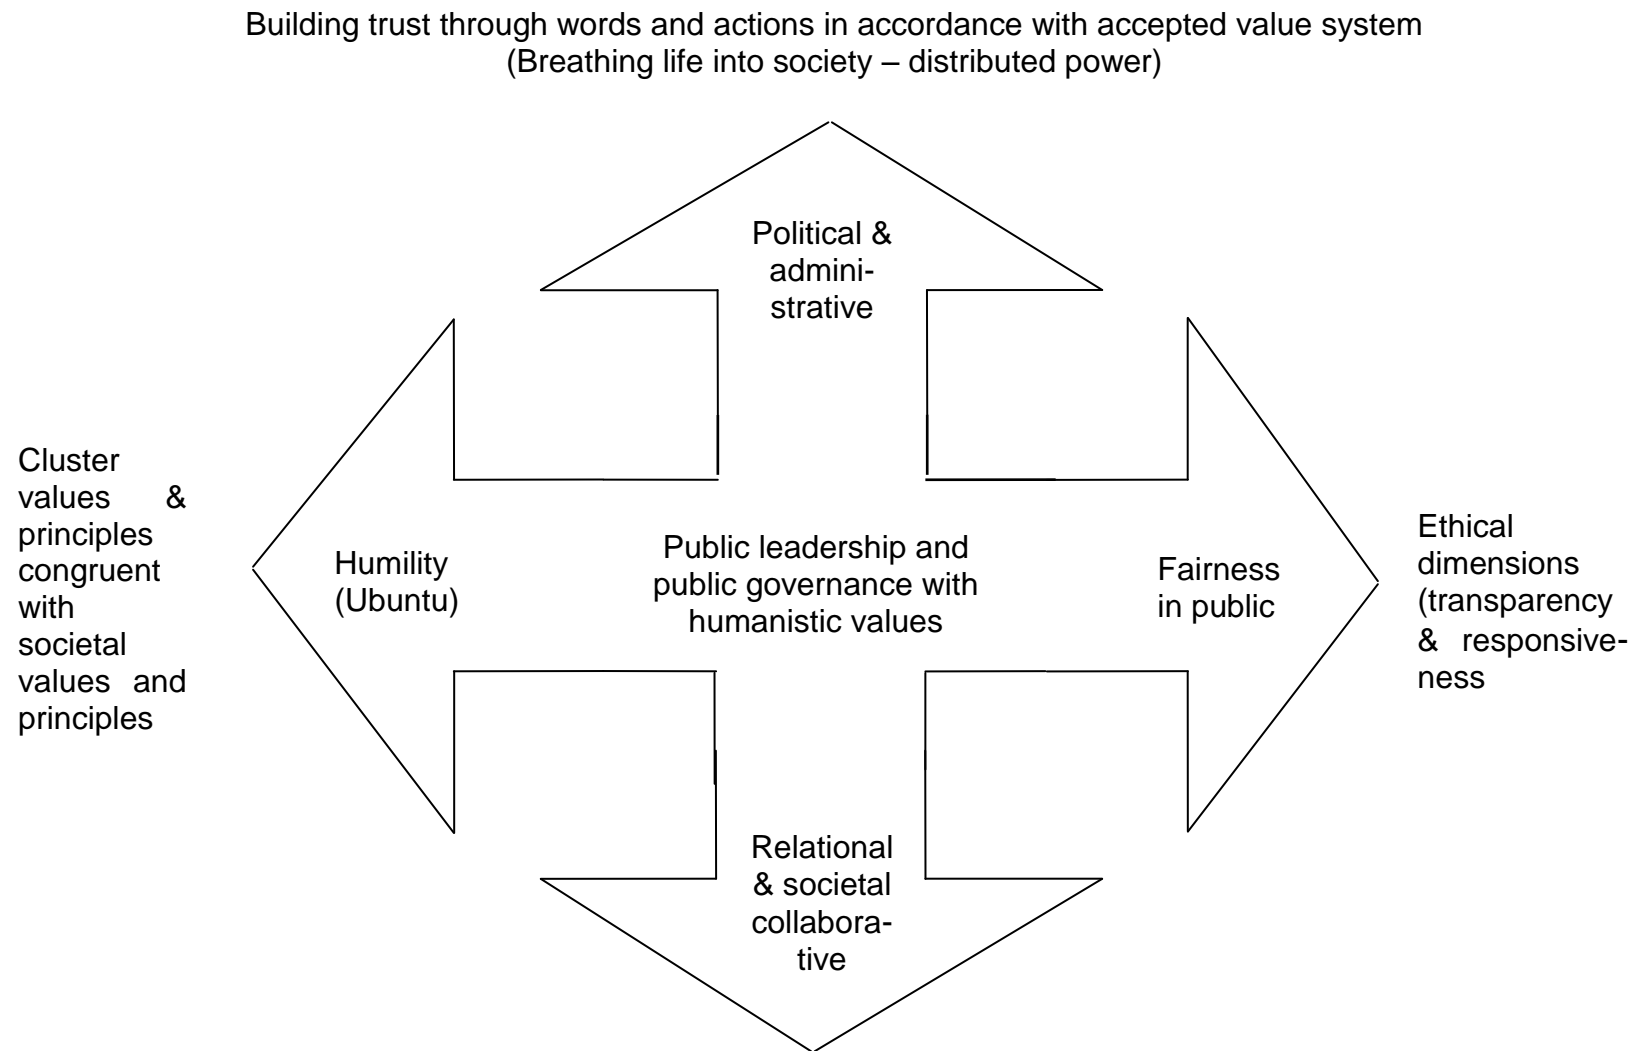 Building trust through words and actions in accordance with accepted value system
(Breathing life into society – distributed power)
Political &
admini-
strative
Cluster
values &
principles
congruent
with
societal
values and
principles
Humility
(Ubuntu)
Public leadership and
public governance with
humanistic values
Fairness
in public
Ethical
dimensions
(transparency
& responsive-
ness
Relational
& societal
collabora-
tive